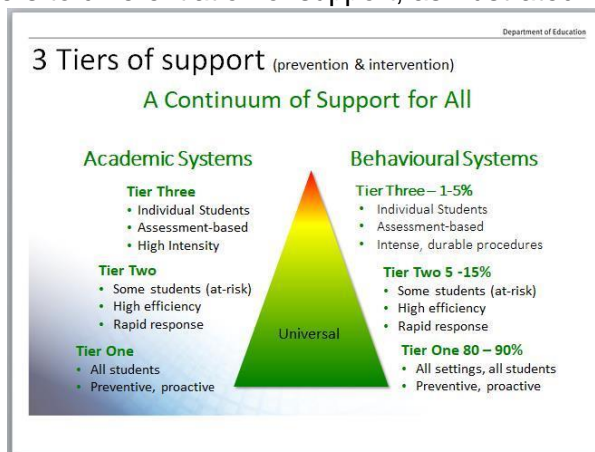 Department of Education
3 Tiers of support (prevention & intervention)
A Continuum of Support for All
Academic Systems
Tier Three
• Individual Students
• Assessment-based
• High Intensity
Tier Two
• Some students (at-risk)
• High efficiency
• Rapid response
Tier One
• All students
• Preventive, proactive
Universal
Behavioural Systems
Tier Three – 1-5%
• Individual Students
• Assessment-based
• Intense, durable procedures
Tier Two 5 -15%
• Some students (at-risk)
• High efficiency
• Rapid response
Tier One 80 – 90%
• All settings, all students
• Preventive, proactive